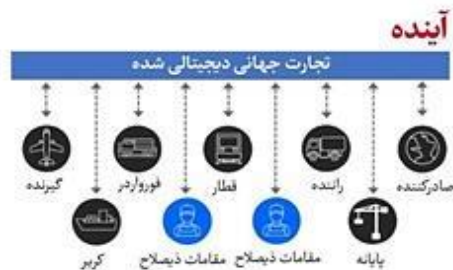 آینده
تجارت جهانی دیجیتالی شده
صادرکننده
راننده
قطار
فورواردر
گیرنده
پایانه
مقامات ذیصلاح
مقامات ذیصلاح
کریر